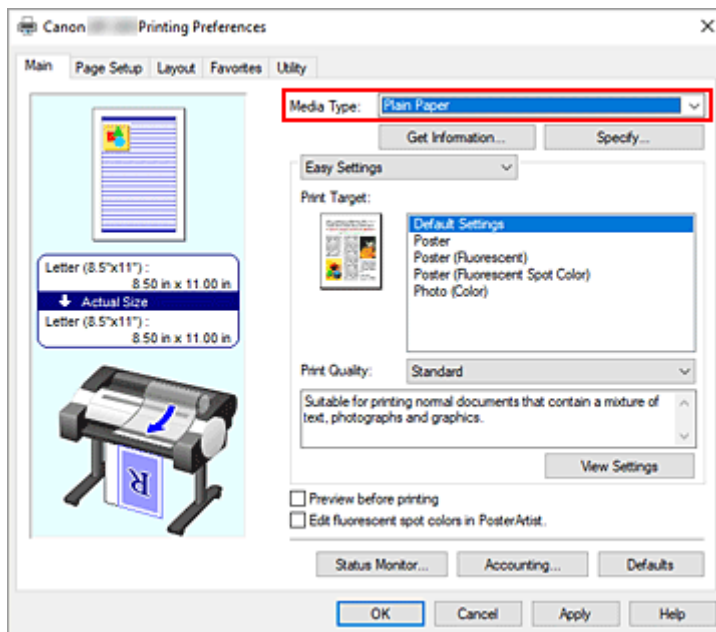 Canon Printing Preferences
Main Page Setup Layout Favorites Utility
Media Type: Plain Paper
Get Information... Specify...
Easy Settings
Print Target:
Default Settings
Poster
Poster (Fluorescent)
Poster (Fluorescent Spot Color)
Photo (Color)
Letter (8.5"x11") :
8.50 in x 11.00 in
Actual Size
Letter (8.5"x11") :
8.50 in x 11.00 in
R
Print Quality: Standard
Suitable for printing normal documents that contain a mixture of
text, photographs and graphics.
View Settings
Preview before printing
Edit fluorescent spot colors in PosterArtist.
Status Monitor... Accounting... Defaults
OK Cancel Apply Help